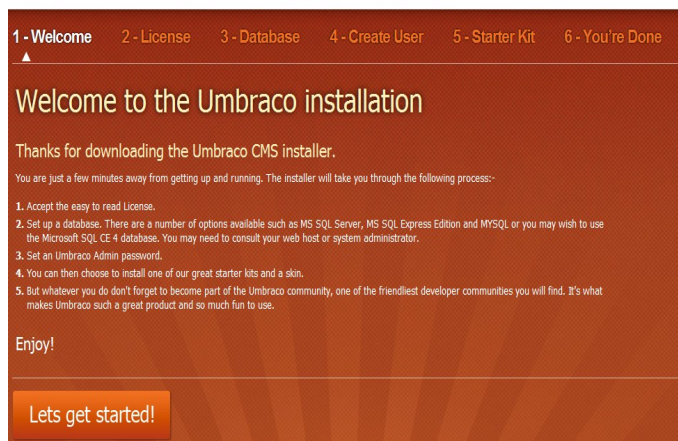 1 - Welcome 2 - License 3 - Database 4 - Create User 5 - Starter Kit 6 - You're Done
Welcome to the Umbraco installation
Thanks for downloading the Umbraco CMS installer.
You are just a few minutes away from getting up and running. The installer will take you through the following process:-
1. Accept the easy to read License.
2. Set up a database. There are a number of options available such as MS SQL Server, MS SQL Express Edition and MYSQL or you may wish to use
the Microsoft SQL CE 4 database. You may need to consult your web host or system administrator.
3. Set an Umbraco Admin password.
4. You can then choose to install one of our great starter kits and a skin.
5. But whatever you do don't forget to become part of the Umbraco community, one of the friendliest developer communities you will find. It's what
makes Umbraco such a great product and so much fun to use.
Enjoy!
Lets get started!